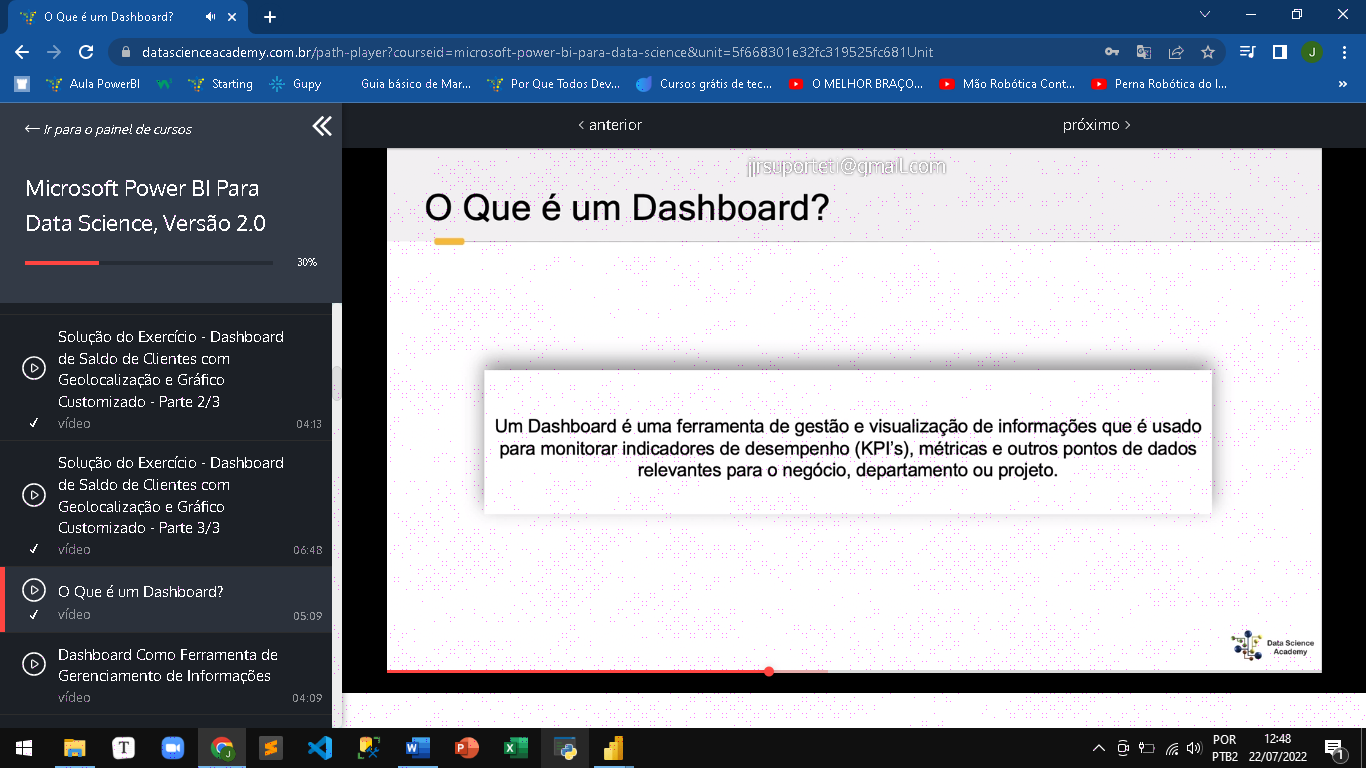 O Que é um Dashboard?
datascienceacademy.com.br/path-player?courseid=microsoft-power-bi-para-data-science&unit=5f668301e32fc319525fc681Unit
J
Aula PowerBI
Starting
Gupy
Guia básico de Mar...
Por Que Todos Dev...
Cursos grátis de tec...
O MELHOR BRAÇO...
Mão Robótica Cont...
Perna Robótica do I...
»
← Ir para o painel de cursos
‹ anterior
próximo ›
Microsoft Power BI Para
Data Science, Versão 2.0
30%
Solução do Exercício - Dashboard
de Saldo de Clientes com
Geolocalização e Gráfico
Customizado - Parte 2/3
vídeo 04:13
Solução do Exercício - Dashboard
de Saldo de Clientes com
Geolocalização e Gráfico
Customizado - Parte 3/3
vídeo 06:48
O Que é um Dashboard?
vídeo 05:09
Dashboard Como Ferramenta de
Gerenciamento de Informações
vídeo 04:09
O Que é um Dashboard?
Um Dashboard é uma ferramenta de gestão e visualização de informações que é usado
para monitorar indicadores de desempenho (KPI's), métricas e outros pontos de dados
relevantes para o negócio, departamento ou projeto.
Data Science
Academy
POR
PTB2
12:48
22/07/2022
1